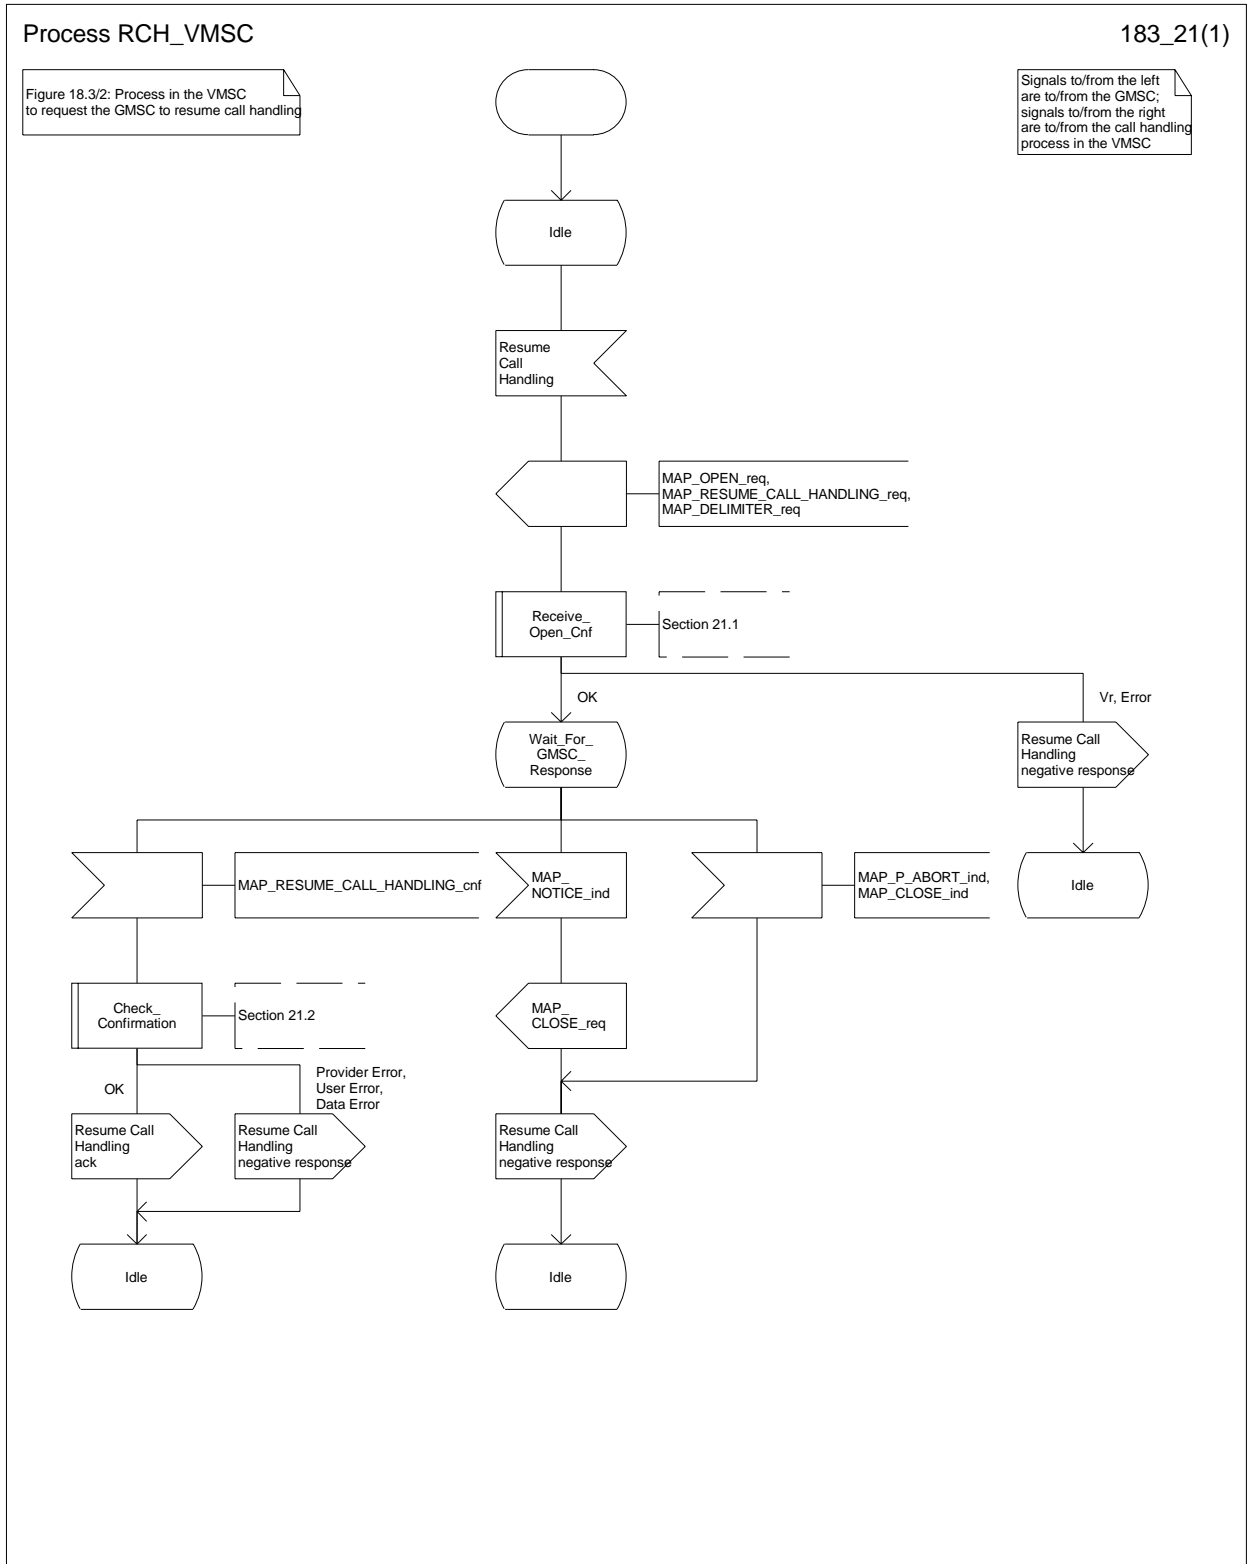 Process RCH_VMSC
183_21(1)
Figure 18.3/2: Process in the VMSC
to request the GMSC to resume call handling
Signals to/from the left
are to/from the GMSC;
signals to/from the right
are to/from the call handling
process in the VMSC
Idle
Resume
Call
Handling
MAP_OPEN_req,
MAP_RESUME_CALL_HANDLING_req,
MAP_DELIMITER_req
Receive_
Open_Cnf
Section 21.1
OK
Vr, Error
Wait_For_
GMSC_
Response
Resume Call
Handling
negative response
MAP_RESUME_CALL_HANDLING_cnf
MAP_
NOTICE_ind
MAP_P_ABORT_ind,
MAP_CLOSE_ind
Idle
Check_
Confirmation
Section 21.2
MAP_
CLOSE_req
OK
Provider Error,
User Error,
Data Error
Resume Call
Handling
ack
Resume Call
Handling
negative response
Resume Call
Handling
negative response
Idle
Idle